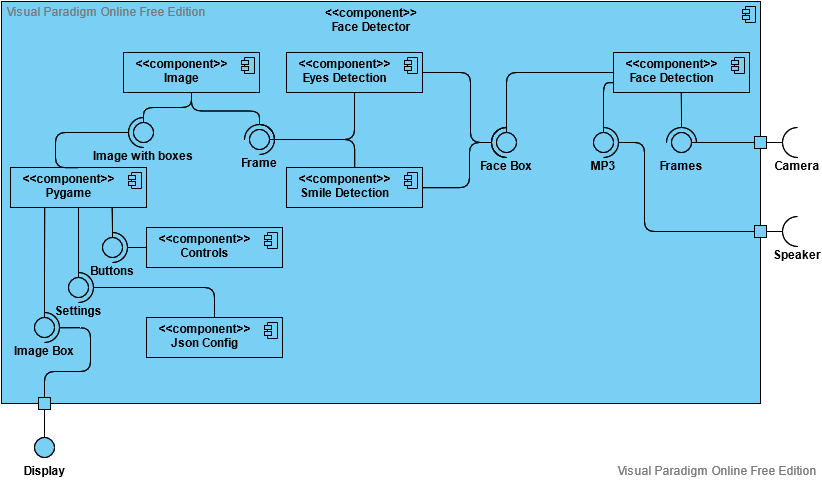 Visual Paradigm Online Free Edition
<<component>>
Face Detector
<<component>>
Image
<<component>>
Eyes Detection
<<component>>
Face Detection
Image with boxes
Frame
Face Box
MP3
Frames
Camera
<<component>>
Pygame
<<component>>
Smile Detection
<<component>>
Controls
Buttons
Speaker
Settings
<<component>>
Json Config
Image Box
Display
Visual Paradigm Online Free Edition